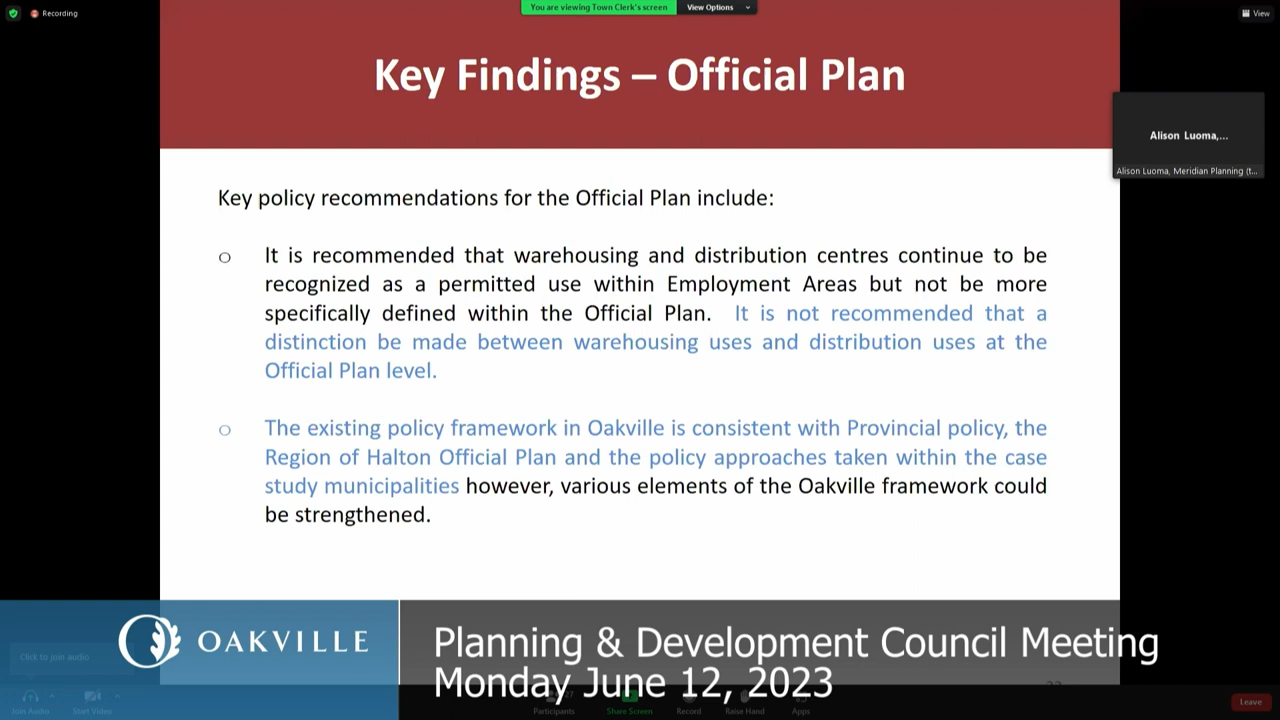 Recording
You are viewing Town Clerk's screen
View Options
View
Key Findings – Official Plan
Alison Luoma,...
Alison Luoma, Meridian Planning (t...
Key policy recommendations for the Official Plan include:
It is recommended that warehousing and distribution centres continue to be
recognized as a permitted use within Employment Areas but not be more
specifically defined within the Official Plan. It is not recommended that a
distinction be made between warehousing uses and distribution uses at the
Official Plan level.
The existing policy framework in Oakville is consistent with Provincial policy, the
Region of Halton Official Plan and the policy approaches taken within the case
study municipalities however, various elements of the Oakville framework could
be strengthened.
OAKVILLE
Planning & Development Council Meeting
Monday June 12, 2023
Click to join audio
Join Audio
Start Video
Participants
Share Screen
Record
Raise Hand
Apps
Leave